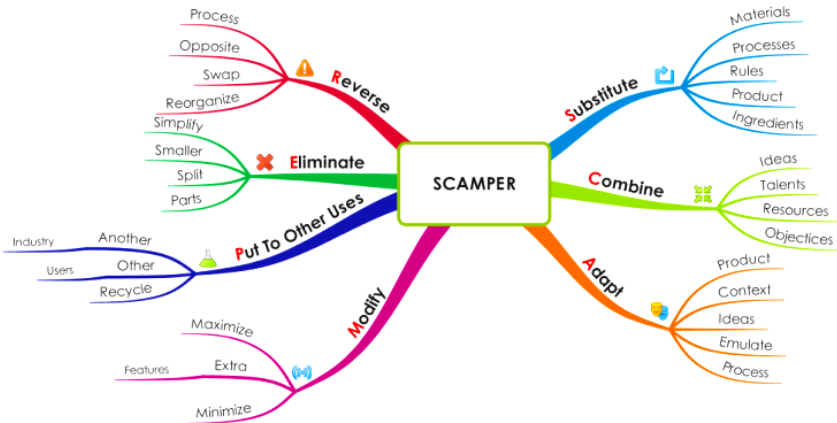 SCAMPER
Substitute
Materials
Processes
Rules
Product
Ingredients
Combine
Ideas
Talents
Resources
Objectices
Adapt
Product
Context
Ideas
Emulate
Process
Modify
Maximize
Extra
Features
Minimize
Put To Other Uses
Another
Industry
Other
Users
Recycle
Eliminate
Simplify
Smaller
Split
Parts
Reverse
Process
Opposite
Swap
Reorganize